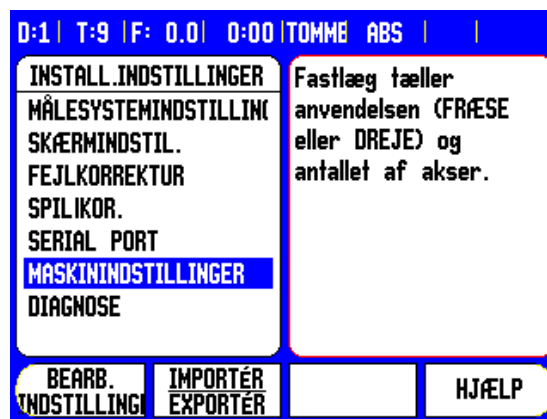 D:1 | T:9 | F: 0.0 | 0:00 | TOMME ABS | |
INSTALL.INDSTILLINGER
MÅLESYSTEMINDSTILLIN(
SKÆRMINDSTIL.
FEJLKORREKTUR
SPILIKOR.
SERIAL PORT
MASKININDSTILLINGER
DIAGNOSE
Fastlæg tæller
anvendelsen (FRÆSE
eller DREJE) og
antallet af akser.
BEARB.
INDSTILLING
IMPORTÉR
EXPORTÉR
HJÆLP